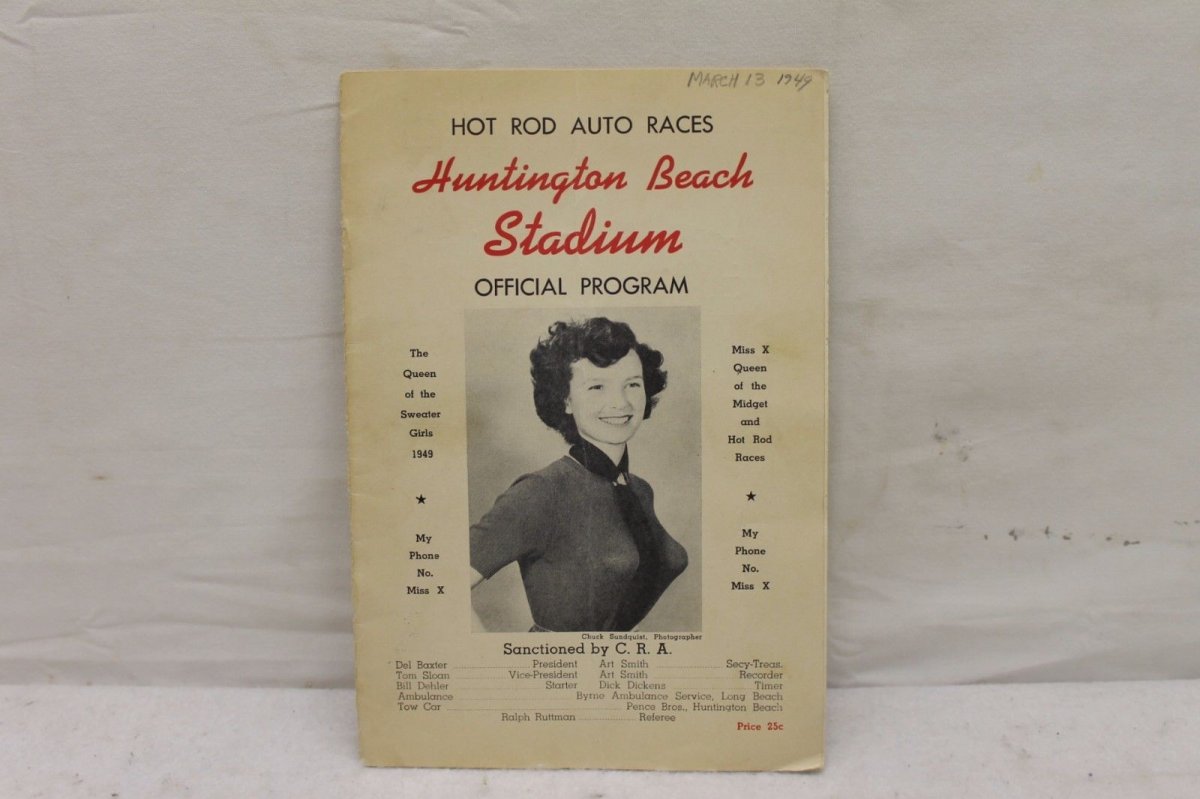 MARCH 13 1949
HOT ROD AUTO RACES
Huntington Beach
Stadium
OFFICIAL PROGRAM
The
Queen
of the
Sweater
Girls
1949
★
My
Phone
No.
Miss X
Miss X
Queen
of the
Midget
and
Hot Rod
Races
★
My
Phone
No.
Miss X
Chuck Sundquist, Photographer
Sanctioned by C. R. A.
Del Baxter President Art Smith Secy-Treas.
Tom Sloan Vice-President Art Smith Recorder
Bill Dehler Starter Dick Dickens Timer
Ambulance Byrne Ambulance Service, Long Beach
Tow Car Pence Bros., Huntington Beach
Ralph Ruttman Referee
Price 25c